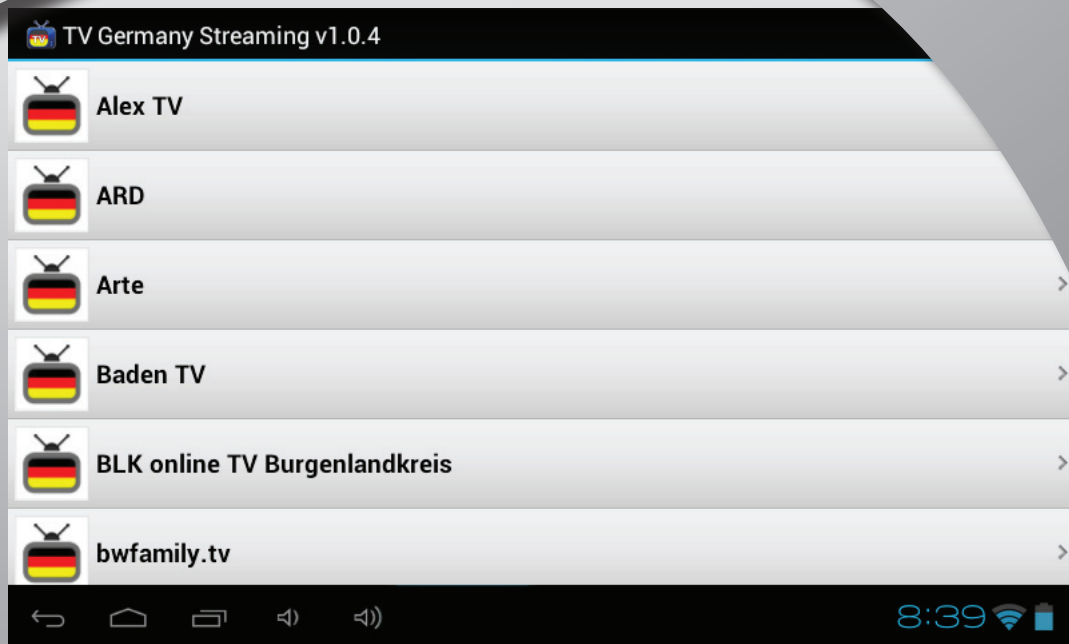 TV Germany Streaming v1.0.4
Alex TV
ARD
Arte
Baden TV
BLK online TV Burgenlandkreis
bwfamily.tv
8:39